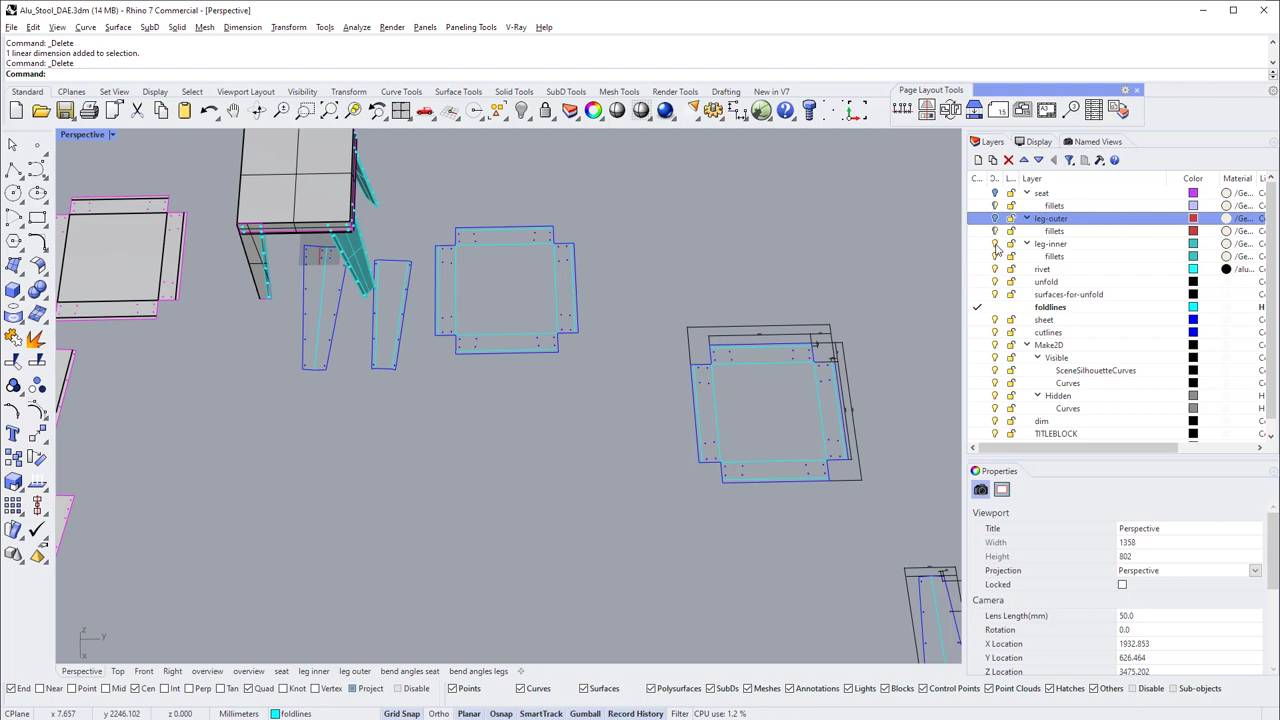 Alu_Stool_DAE.3dm (14 MB) - Rhino 7 Commercial - [Perspective]
File Edit View Curve Surface SubD Solid Mesh Dimension Transform Tools Analyze Render Panels Paneling Tools V-Ray Help
Command: _Delete
1 linear dimension added to selection.
Command: _Delete
Command:
Standard CPlanes Set View Display Select Viewport Layout Visibility Transform Curve Tools Surface Tools Solid Tools SubD Tools Mesh Tools Render Tools Drafting New in V7 Page Layout Tools
Perspective
Layers Display Named Views
C... O... L... Layer Color Material Li
seat /Ge...
fillets /Ge...
leg-outer /Ge...
fillets /Ge...
leg-inner /Ge...
fillets /Ge...
rivet /alu...
unfold
surfaces-for-unfold
foldlines
sheet
cutlines
Make2D
Visible
SceneSilhouetteCurves
Curves
Hidden
Curves
dim
TITLEBLOCK
Properties
Viewport
Title Perspective
Width 1358
Height 802
Projection Perspective
Locked
Camera
Lens Length(mm) 50.0
Rotation 0.0
X Location 1932.853
Y Location 626.464
Z Location 3475.202
z y x
Perspective Top Front Right overview overview seat leg inner leg outer bend angles seat bend angles legs
End Near Point Mid Cen Int Perp Tan Quad Knot Vertex Project Disable Points Curves Surfaces Polysurfaces SubDs Meshes Annotations Lights Blocks Control Points Point Clouds Hatches Others Disable Sub-objects
CPlane x 7.657 y 2246.102 z 0.000 Millimeters foldlines Grid Snap Ortho Planar Osnap SmartTrack Gumball Record History Filter CPU use: 1.2 %